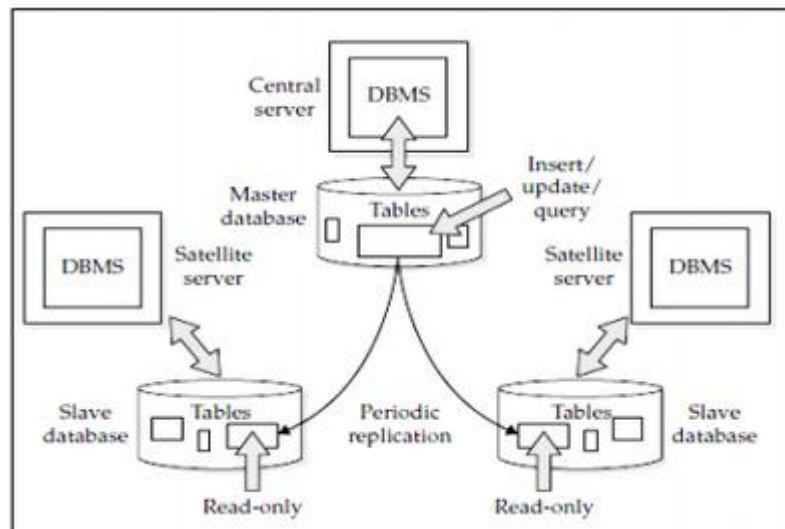 Central
server
DBMS
Insert/
update/
query
Master
database
Tables
DBMS
Satellite
server
Satellite
server
DBMS
Slave
database
Tables
Periodic
replication
Tables
Slave
database
Read-only
Read-only